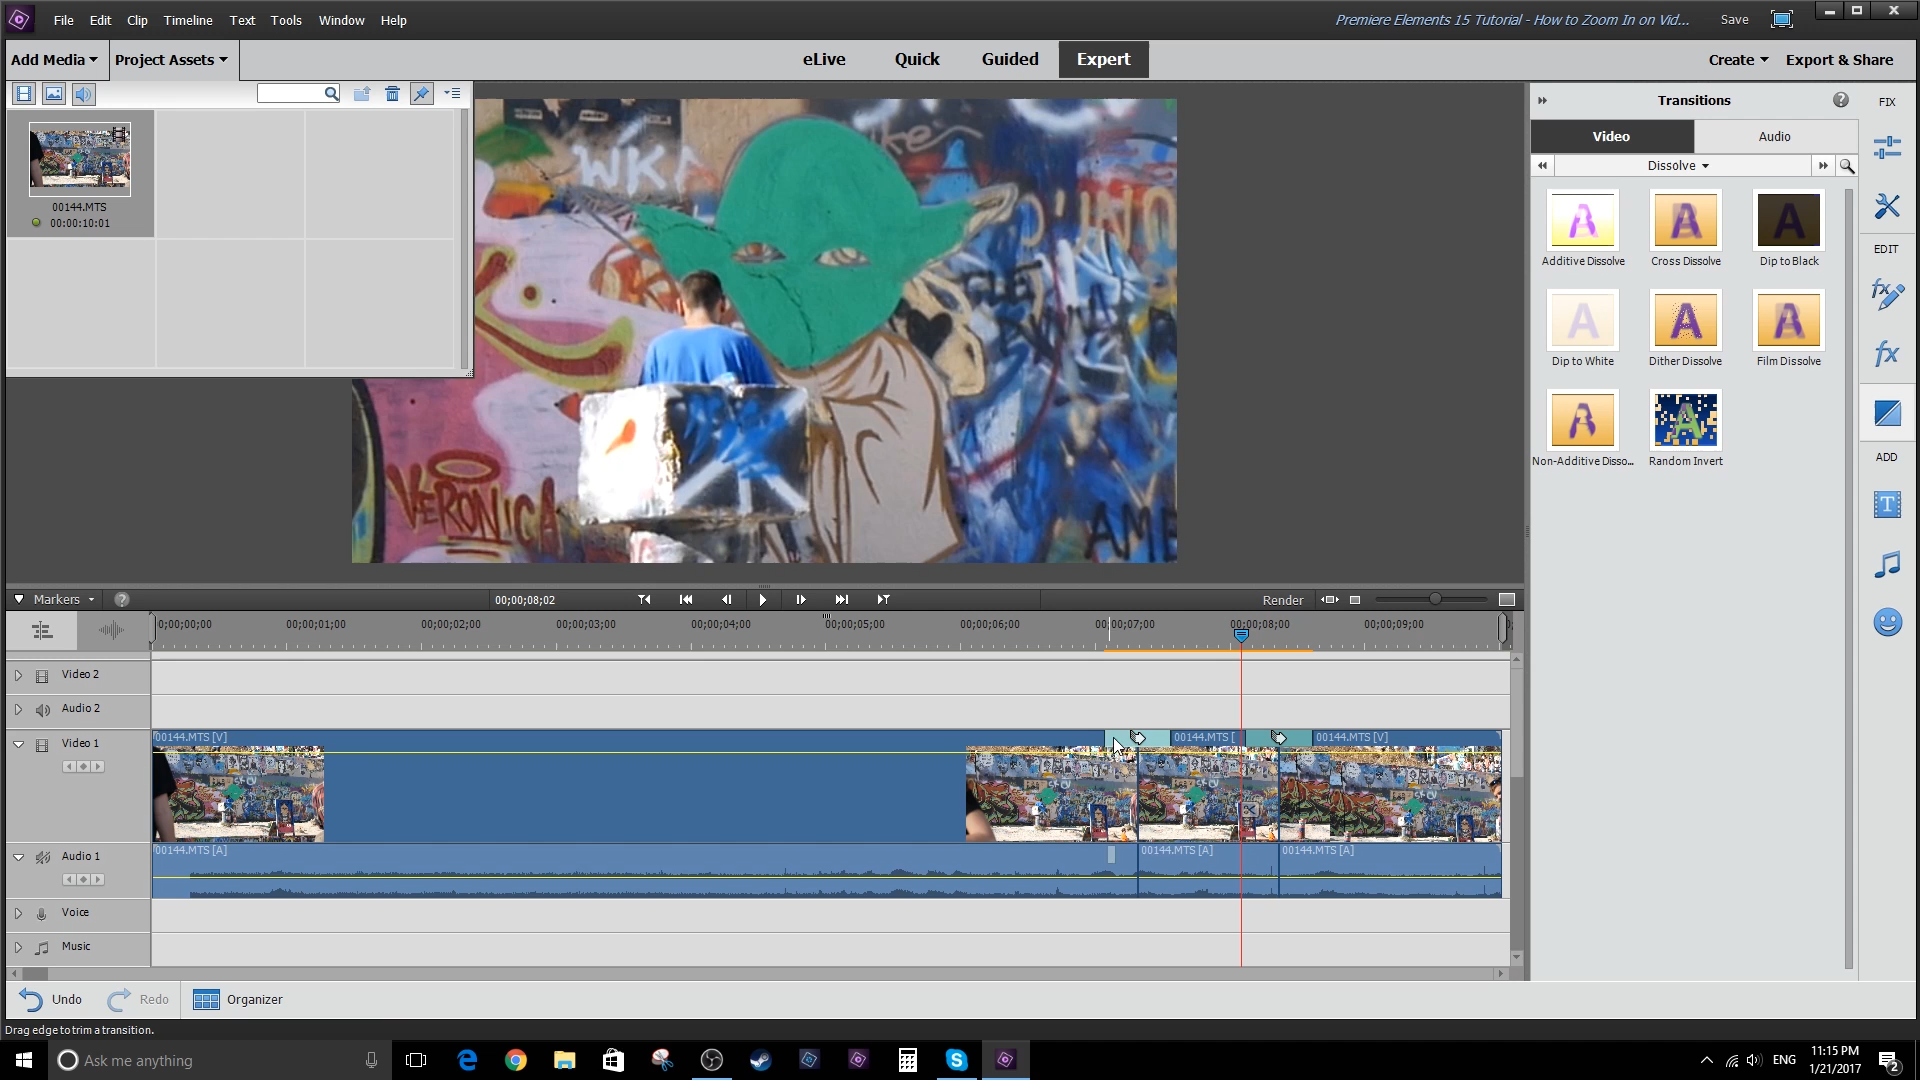 File Edit Clip Timeline Text Tools Window Help
Premiere Elements 15 Tutorial - How to Zoom In on Vid...
Save
Add Media
Project Assets
eLive
Quick
Guided
Expert
Create
Export & Share
00144.MTS
00:00:10:01
WKA
VERONICA
AME
Transitions
Video
Audio
Dissolve
Additive Dissolve
Cross Dissolve
Dip to Black
Dip to White
Dither Dissolve
Film Dissolve
Non-Additive Disso...
Random Invert
FIX
EDIT
ADD
Markers
00;00;08;02
Render
0;00;00;00
00;00;01;00
00;00;02;00
00;00;03;00
00;00;04;00
00;00;05;00
00;00;06;00
00;00;07;00
00;00;08;00
00;00;09;00
Video 2
Audio 2
Video 1
00144.MTS [V]
00144.MTS [
00144.MTS [V]
Audio 1
00144.MTS [A]
00144.MTS [A]
00144.MTS [A]
Voice
Music
Undo
Redo
Organizer
Drag edge to trim a transition.
Ask me anything
ENG
11:15 PM
1/21/2017
2